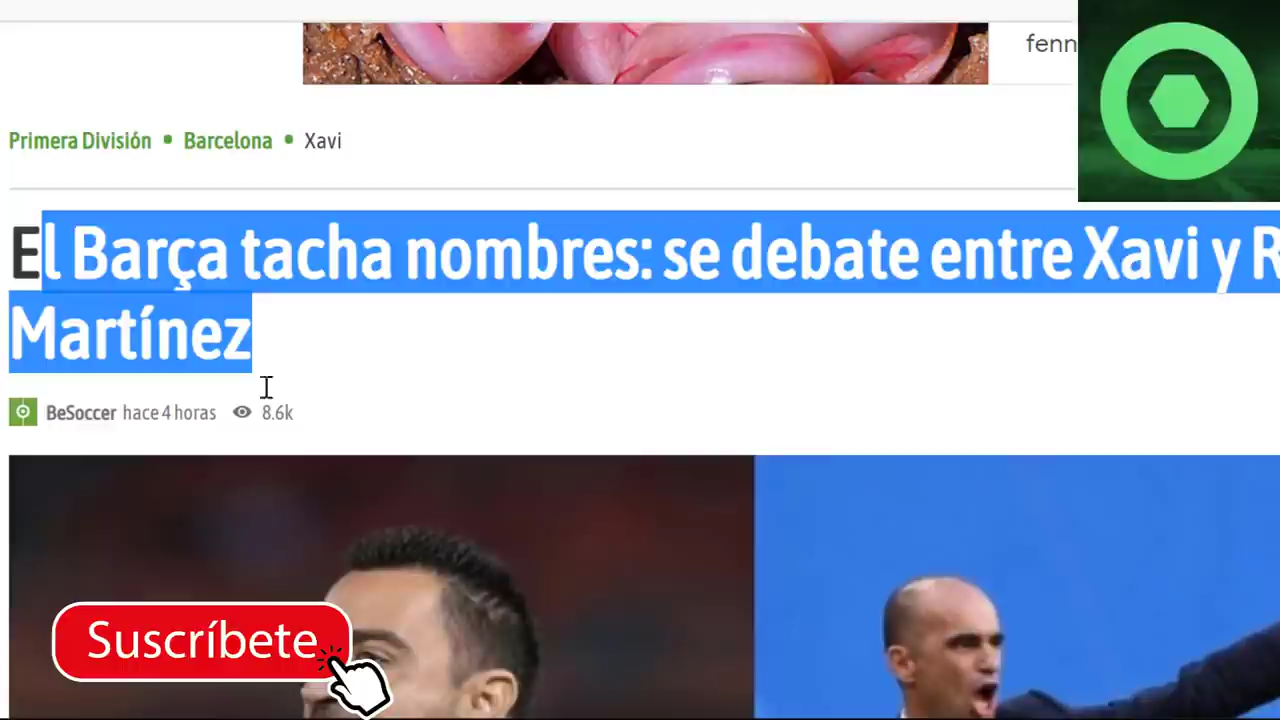 fenn
Primera División • Barcelona • Xavi
El Barça tacha nombres: se debate entre Xavi y R
Martínez
BeSoccer hace 4 horas 8.6k
Suscríbete